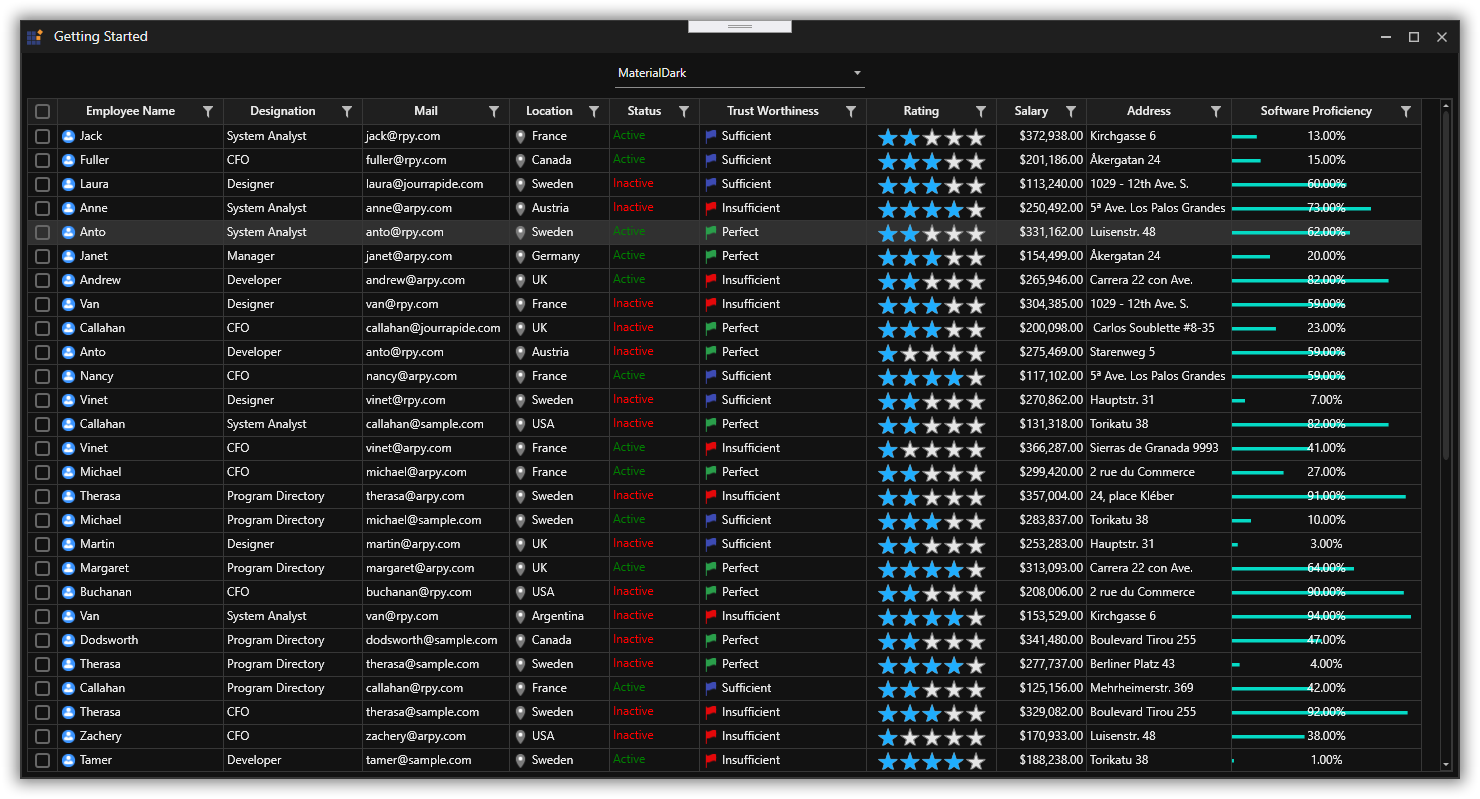 Getting Started
MaterialDark
Employee Name Designation Mail Location Status Trust Worthiness Rating Salary Address Software Proficiency
Jack System Analyst jack@rpy.com France Active Sufficient $372,938.00 Kirchgasse 6 13.00%
Fuller CFO fuller@rpy.com Canada Active Sufficient $201,186.00 Åkergatan 24 15.00%
Laura Designer laura@jourrapide.com Sweden Inactive Sufficient $113,240.00 1029 - 12th Ave. S. 60.00%
Anne System Analyst anne@arpy.com Austria Inactive Insufficient $250,492.00 5ª Ave. Los Palos Grandes 73.00%
Anto System Analyst anto@rpy.com Sweden Active Perfect $331,162.00 Luisenstr. 48 62.00%
Janet Manager janet@arpy.com Germany Active Perfect $154,499.00 Åkergatan 24 20.00%
Andrew Developer andrew@arpy.com UK Active Insufficient $265,946.00 Carrera 22 con Ave. 82.00%
Van Designer van@rpy.com France Inactive Insufficient $304,385.00 1029 - 12th Ave. S. 59.00%
Callahan CFO callahan@jourrapide.com UK Inactive Perfect $200,098.00 Carlos Soublette #8-35 23.00%
Anto Developer anto@rpy.com Austria Inactive Perfect $275,469.00 Starenweg 5 59.00%
Nancy CFO nancy@arpy.com France Active Sufficient $117,102.00 5ª Ave. Los Palos Grandes 59.00%
Vinet Designer vinet@rpy.com Sweden Inactive Sufficient $270,862.00 Hauptstr. 31 7.00%
Callahan System Analyst callahan@sample.com USA Inactive Perfect $131,318.00 Torikatu 38 82.00%
Vinet CFO vinet@arpy.com France Active Insufficient $366,287.00 Sierras de Granada 9993 41.00%
Michael CFO michael@arpy.com France Active Perfect $299,420.00 2 rue du Commerce 27.00%
Therasa Program Directory therasa@arpy.com Sweden Inactive Insufficient $357,004.00 24, place Kléber 91.00%
Michael Program Directory michael@sample.com Sweden Active Sufficient $283,837.00 Torikatu 38 10.00%
Martin Designer martin@arpy.com UK Inactive Sufficient $253,283.00 Hauptstr. 31 3.00%
Margaret Program Directory margaret@arpy.com UK Active Perfect $313,093.00 Carrera 22 con Ave. 64.00%
Buchanan CFO buchanan@rpy.com USA Active Perfect $208,006.00 2 rue du Commerce 90.00%
Van System Analyst van@rpy.com Argentina Inactive Insufficient $153,529.00 Kirchgasse 6 94.00%
Dodsworth Program Directory dodsworth@sample.com Canada Inactive Perfect $341,480.00 Boulevard Tirou 255 47.00%
Therasa Program Directory therasa@sample.com Sweden Inactive Perfect $277,737.00 Berliner Platz 43 4.00%
Callahan Program Directory callahan@rpy.com France Active Sufficient $125,156.00 Mehrheimerstr. 369 42.00%
Therasa CFO therasa@sample.com Sweden Inactive Insufficient $329,082.00 Boulevard Tirou 255 92.00%
Zachery CFO zachery@arpy.com USA Inactive Insufficient $170,933.00 Luisenstr. 48 38.00%
Tamer Developer tamer@sample.com Sweden Active Insufficient $188,238.00 Torikatu 38 1.00%